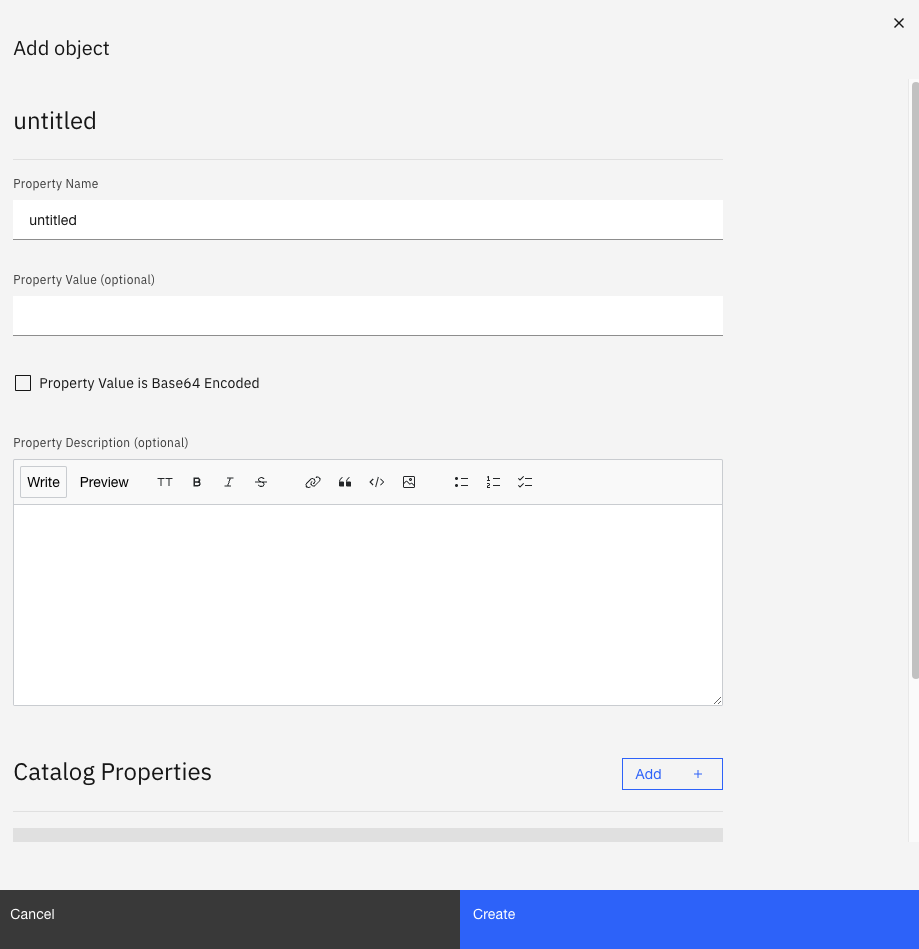 Add object
untitled
Property Name
untitled
Property Value (optional)
Property Value is Base64 Encoded
Property Description (optional)
Write Preview TT B I S
Catalog Properties
Add +
Cancel
Create